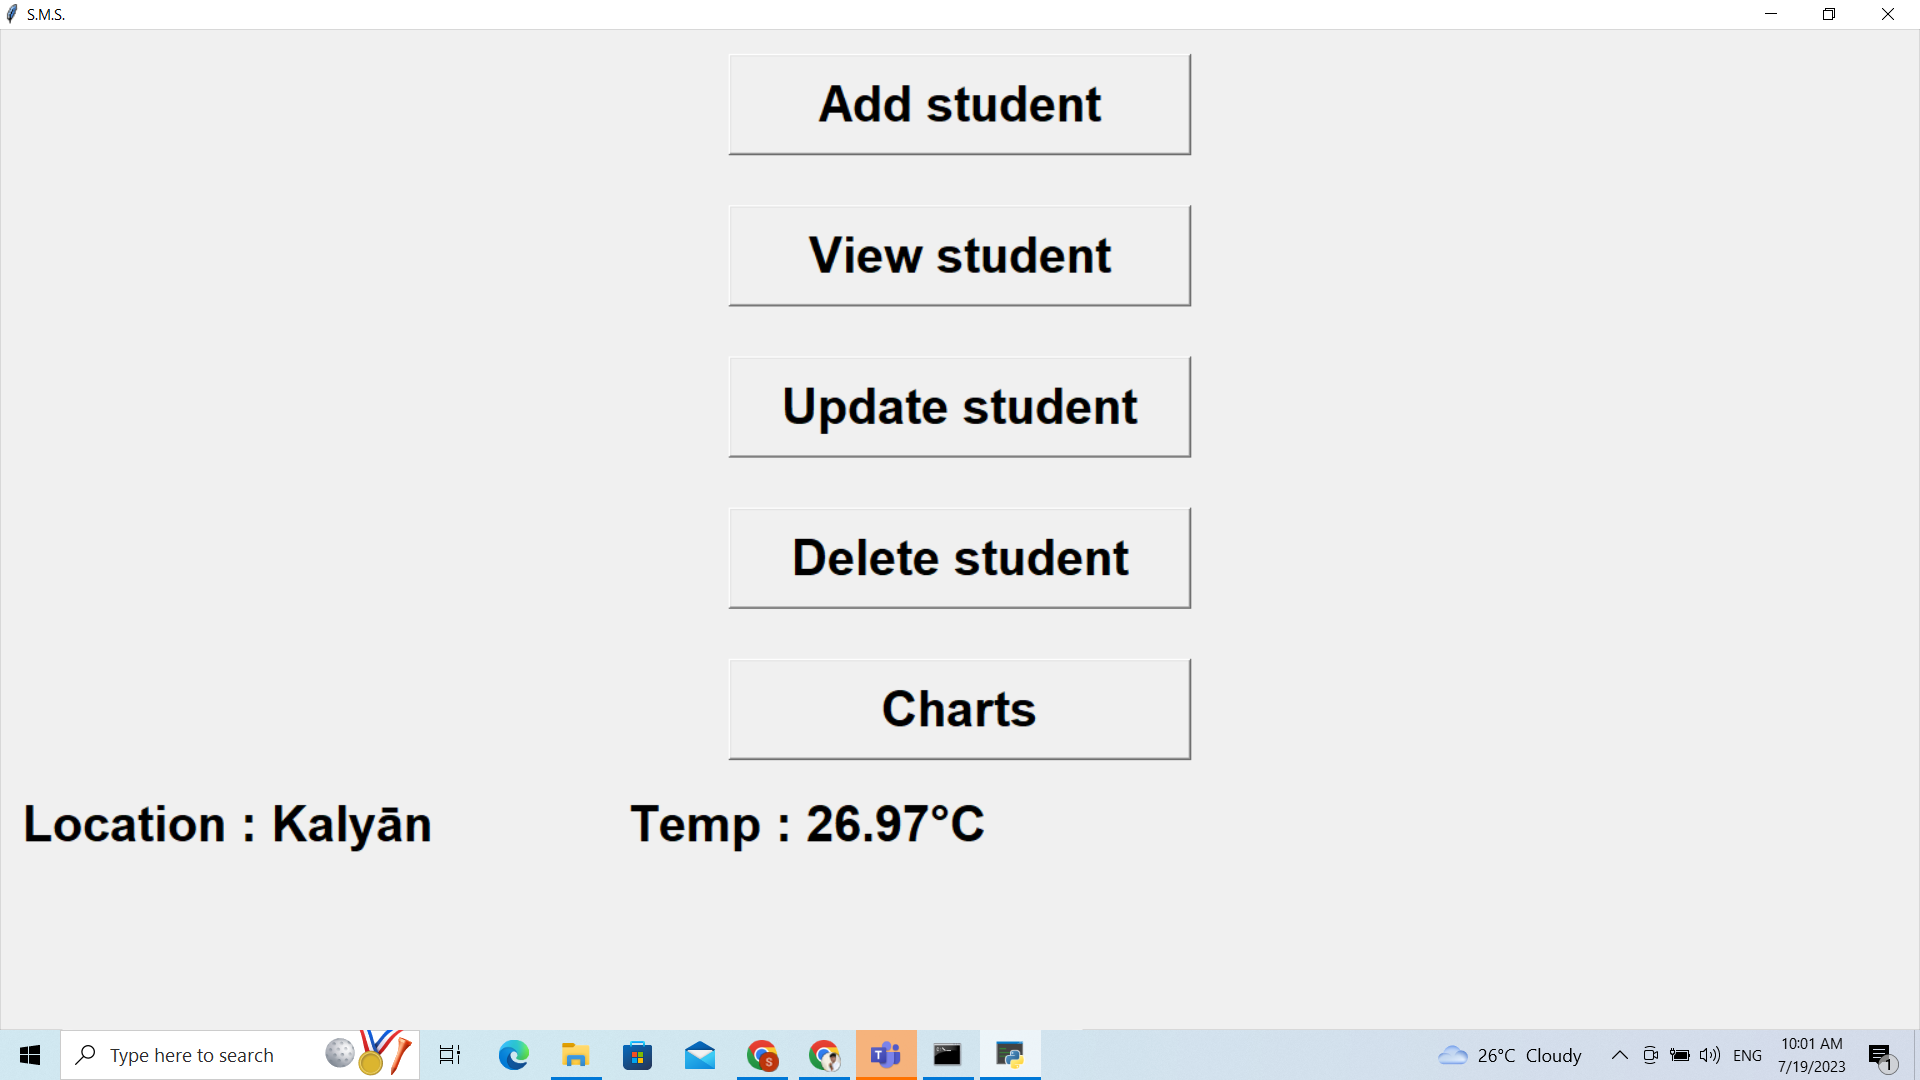 S.M.S.
Add student
View student
Update student
Delete student
Charts
Location : Kalyān Temp : 26.97°C
Type here to search
S
T
26°C Cloudy
ENG
10:01 AM
7/19/2023
1